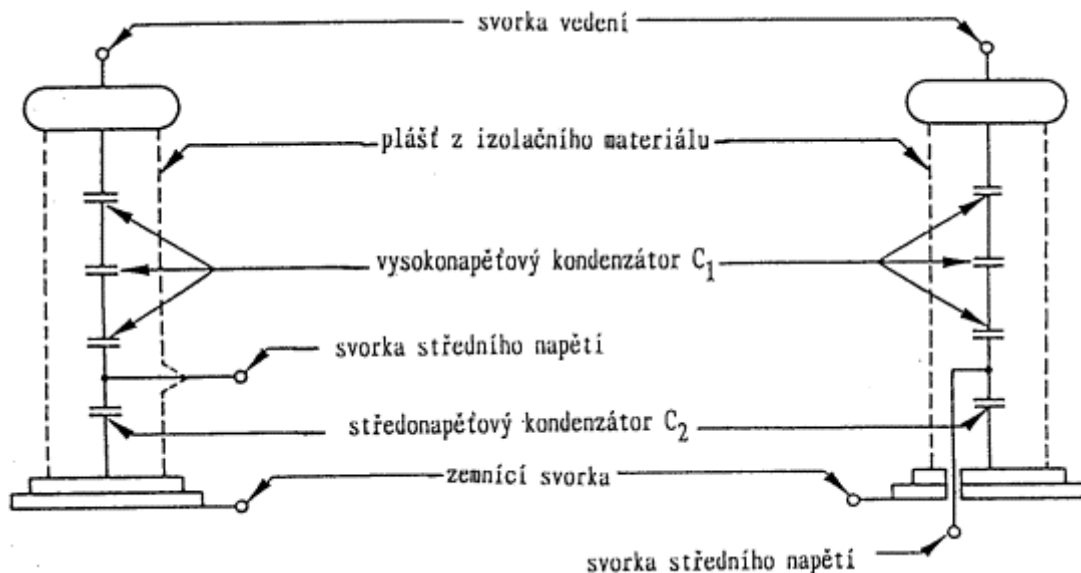 svorka vedení
plášť z izolačního materiálu
vysokonapěťový kondenzátor C₁
svorka středního napětí
středonapěťový kondenzátor C₂
zemnící svorka
svorka středního napětí